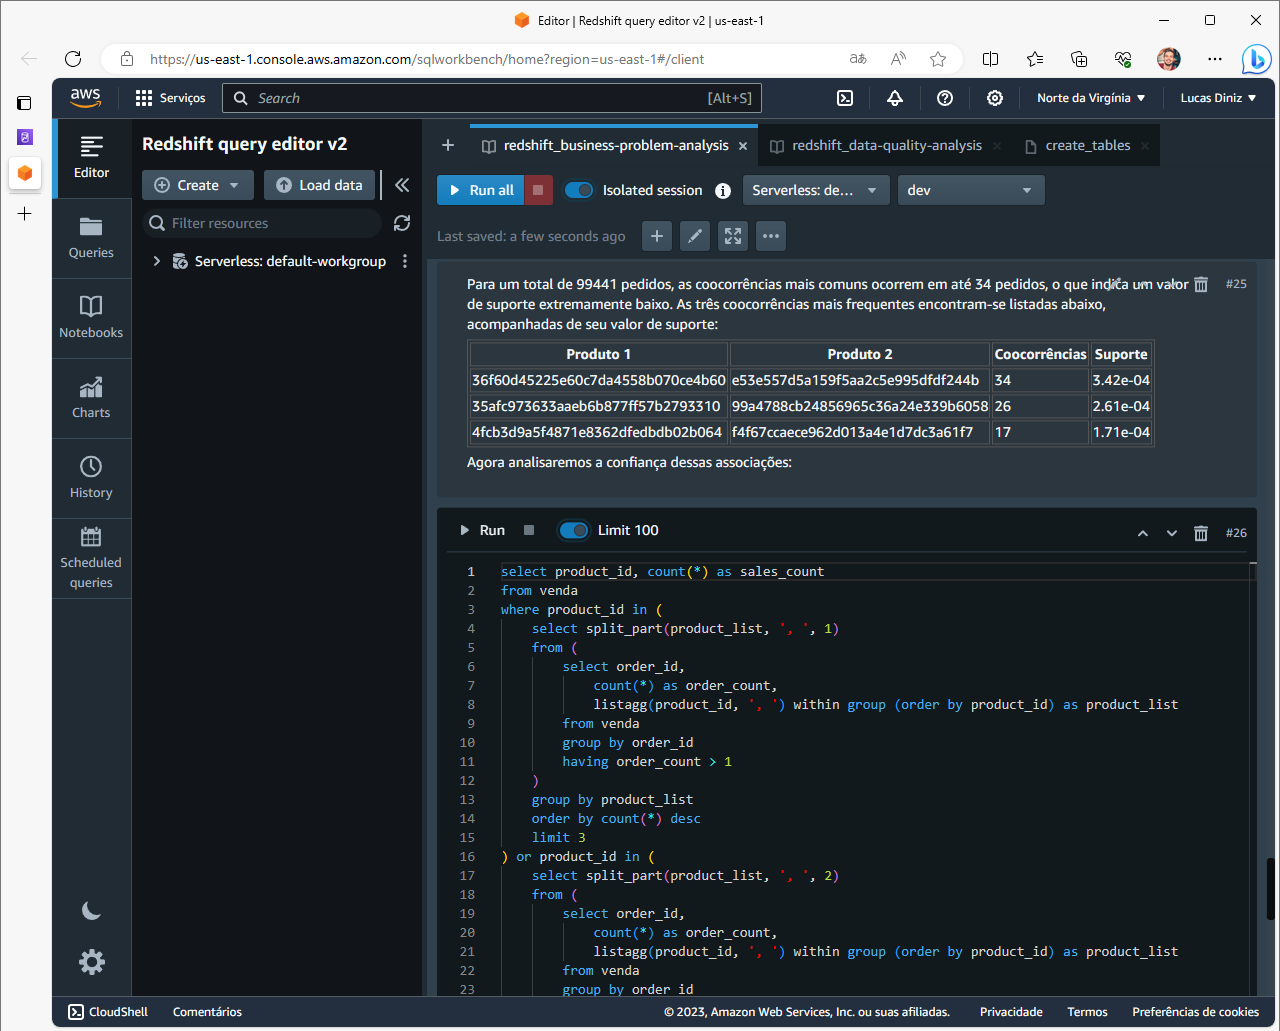 Editor | Redshift query editor v2 | us-east-1
https://us-east-1.console.aws.amazon.com/sqlworkbench/home?region=us-east-1#/client
aあ
A
aws
Serviços
Search
[Alt+S]
Norte da Virgínia
Lucas Diniz
Editor
Queries
Notebooks
Charts
History
Scheduled
queries
Redshift query editor v2
Create
Load data
Filter resources
Serverless: default-workgroup
redshift_business-problem-analysis
redshift_data-quality-analysis
create_tables
Run all
Isolated session
Serverless: de...
dev
Last saved: a few seconds ago
Para um total de 99441 pedidos, as coocorrências mais comuns ocorrem em até 34 pedidos, o que indica um valor
#25
de suporte extremamente baixo. As três coocorrências mais frequentes encontram-se listadas abaixo,
acompanhadas de seu valor de suporte:
Produto 1 Produto 2 Coocorrências Suporte
36f60d45225e60c7da4558b070ce4b60 e53e557d5a159f5aa2c5e995dfdf244b 34 3.42e-04
35afc973633aaeb6b877ff57b2793310 99a4788cb24856965c36a24e339b6058 26 2.61e-04
4fcb3d9a5f4871e8362dfedbdb02b064 f4f67ccaece962d013a4e1d7dc3a61f7 17 1.71e-04
Agora analisaremos a confiança dessas associações:
Run
Limit 100
#26
1 select product_id, count(*) as sales_count
2 from venda
3 where product_id in (
4 select split_part(product_list, ', ', 1)
5 from (
6 select order_id,
7 count(*) as order_count,
8 listagg(product_id, ', ') within group (order by product_id) as product_list
9 from venda
10 group by order_id
11 having order_count > 1
12 )
13 group by product_list
14 order by count(*) desc
15 limit 3
16 ) or product_id in (
17 select split_part(product_list, ', ', 2)
18 from (
19 select order_id,
20 count(*) as order_count,
21 listagg(product_id, ', ') within group (order by product_id) as product_list
22 from venda
23 group by order_id
CloudShell
Comentários
© 2023, Amazon Web Services, Inc. ou suas afiliadas.
Privacidade
Termos
Preferências de cookies